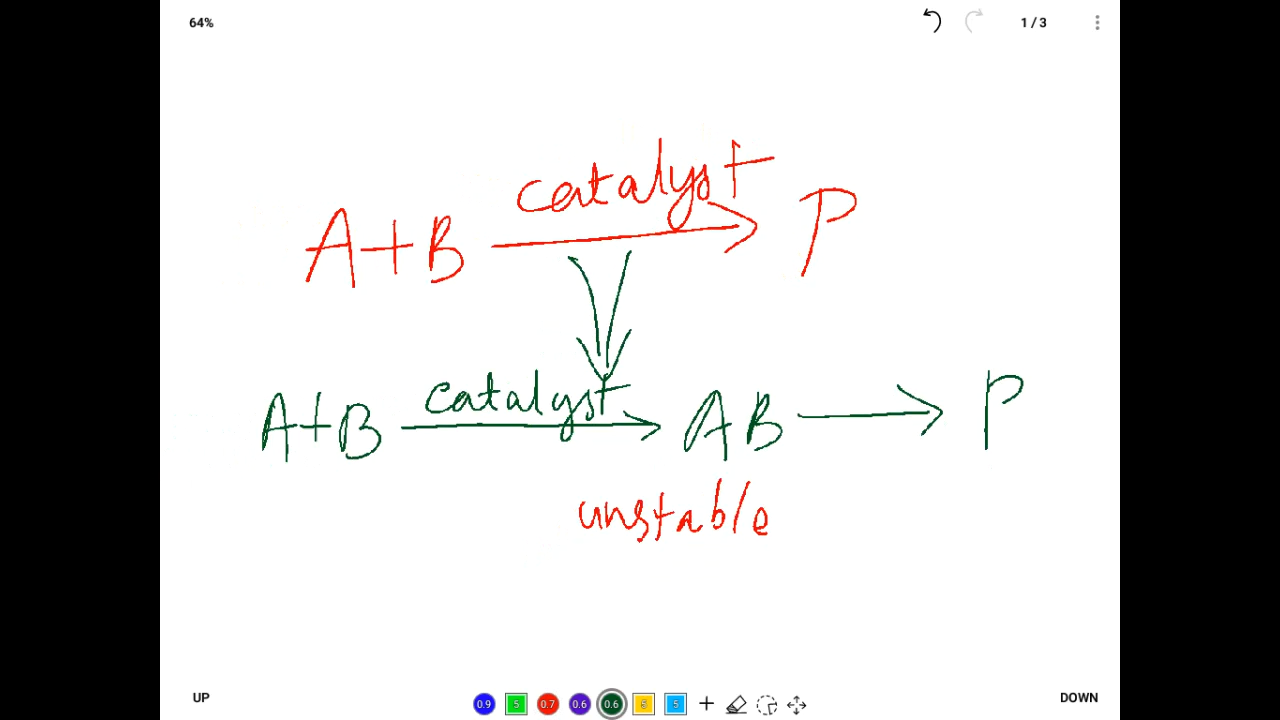 64% 1 / 3
catalyst
A+B → P
catalyst
A+B → AB → P
unstable
UP 0.9 5 0.7 0.6 0.6 6 5 + DOWN